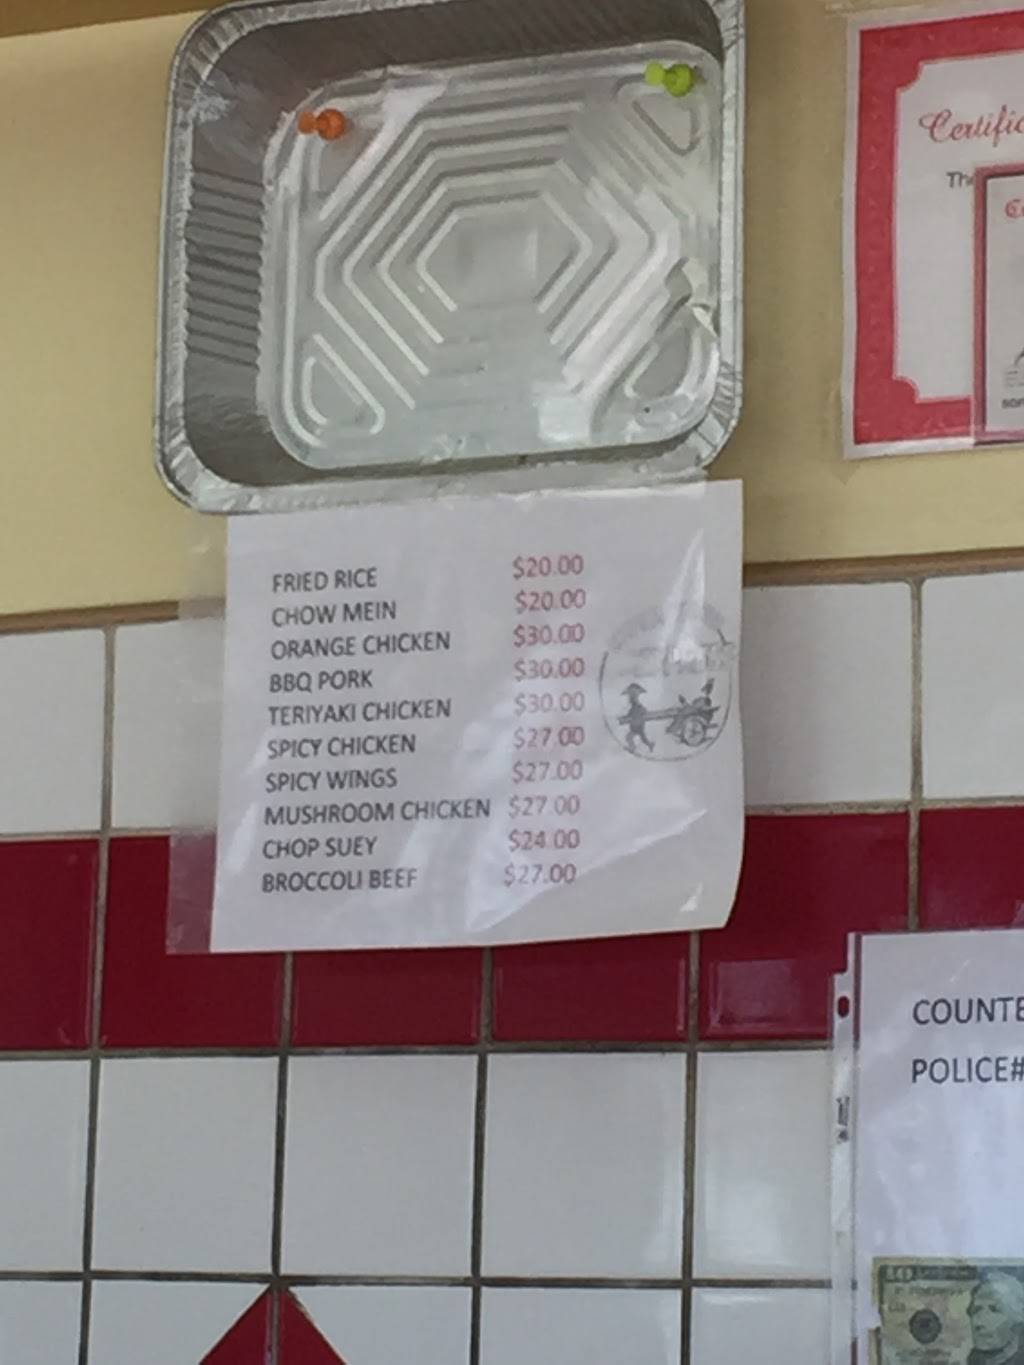 Certific
Th
FRIED RICE $20.00
CHOW MEIN $20.00
ORANGE CHICKEN $30.00
BBQ PORK $30.00
TERIYAKI CHICKEN $30.00
SPICY CHICKEN $27.00
SPICY WINGS $27.00
MUSHROOM CHICKEN $27.00
CHOP SUEY $24.00
BROCCOLI BEEF $27.00
COUNTE
POLICE#